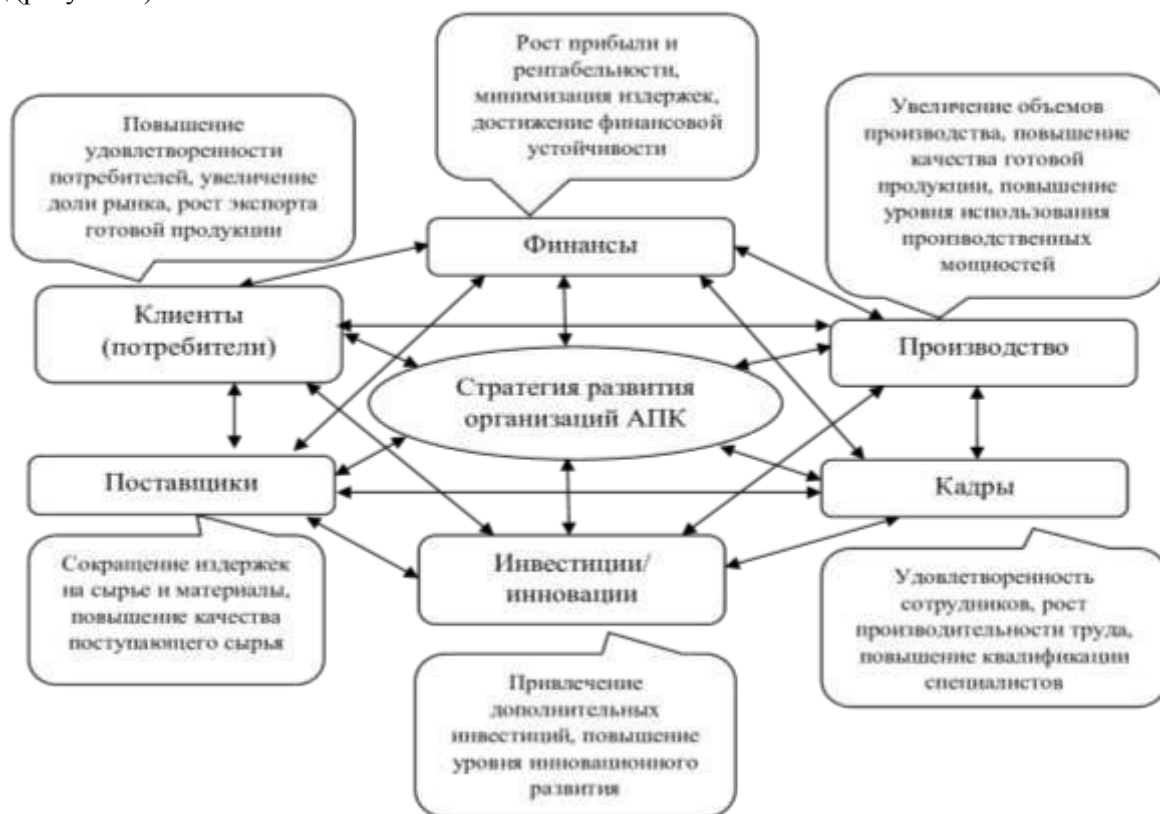 Рост прибыли и
рентабельности,
минимизация издержек,
достижение финансовой
устойчивости
Повышение
удовлетворенности
потребителей, увеличение
доли рынка, рост экспорта
готовой продукции
Увеличение объемов
производства, повышение
качества готовой
продукции, повышение
уровня использования
производственных
мощностей
Финансы
Клиенты
(потребители)
Производство
Стратегия развития
организаций АПК
Поставщики
Кадры
Инвестиции/
инновации
Сокращение издержек
на сырье и материалы,
повышение качества
поступающего сырья
Удовлетворенность
сотрудников, рост
производительности труда,
повышение квалификации
специалистов
Привлечение
дополнительных
инвестиций, повышение
уровня инновационного
развития